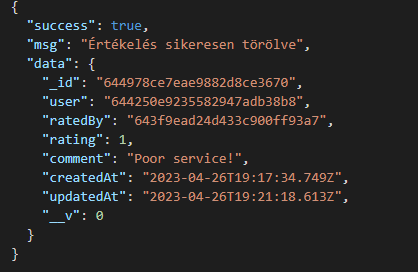 {
"success": true,
"msg": "Értékelés sikeresen törölve",
"data": {
"_id": "644978ce7eae9882d8ce3670",
"user": "644250e9235582947adb38b8",
"ratedBy": "643f9ead24d433c900ff93a7",
"rating": 1,
"comment": "Poor service!",
"createdAt": "2023-04-26T19:17:34.749Z",
"updatedAt": "2023-04-26T19:21:18.613Z",
"__v": 0
}
}